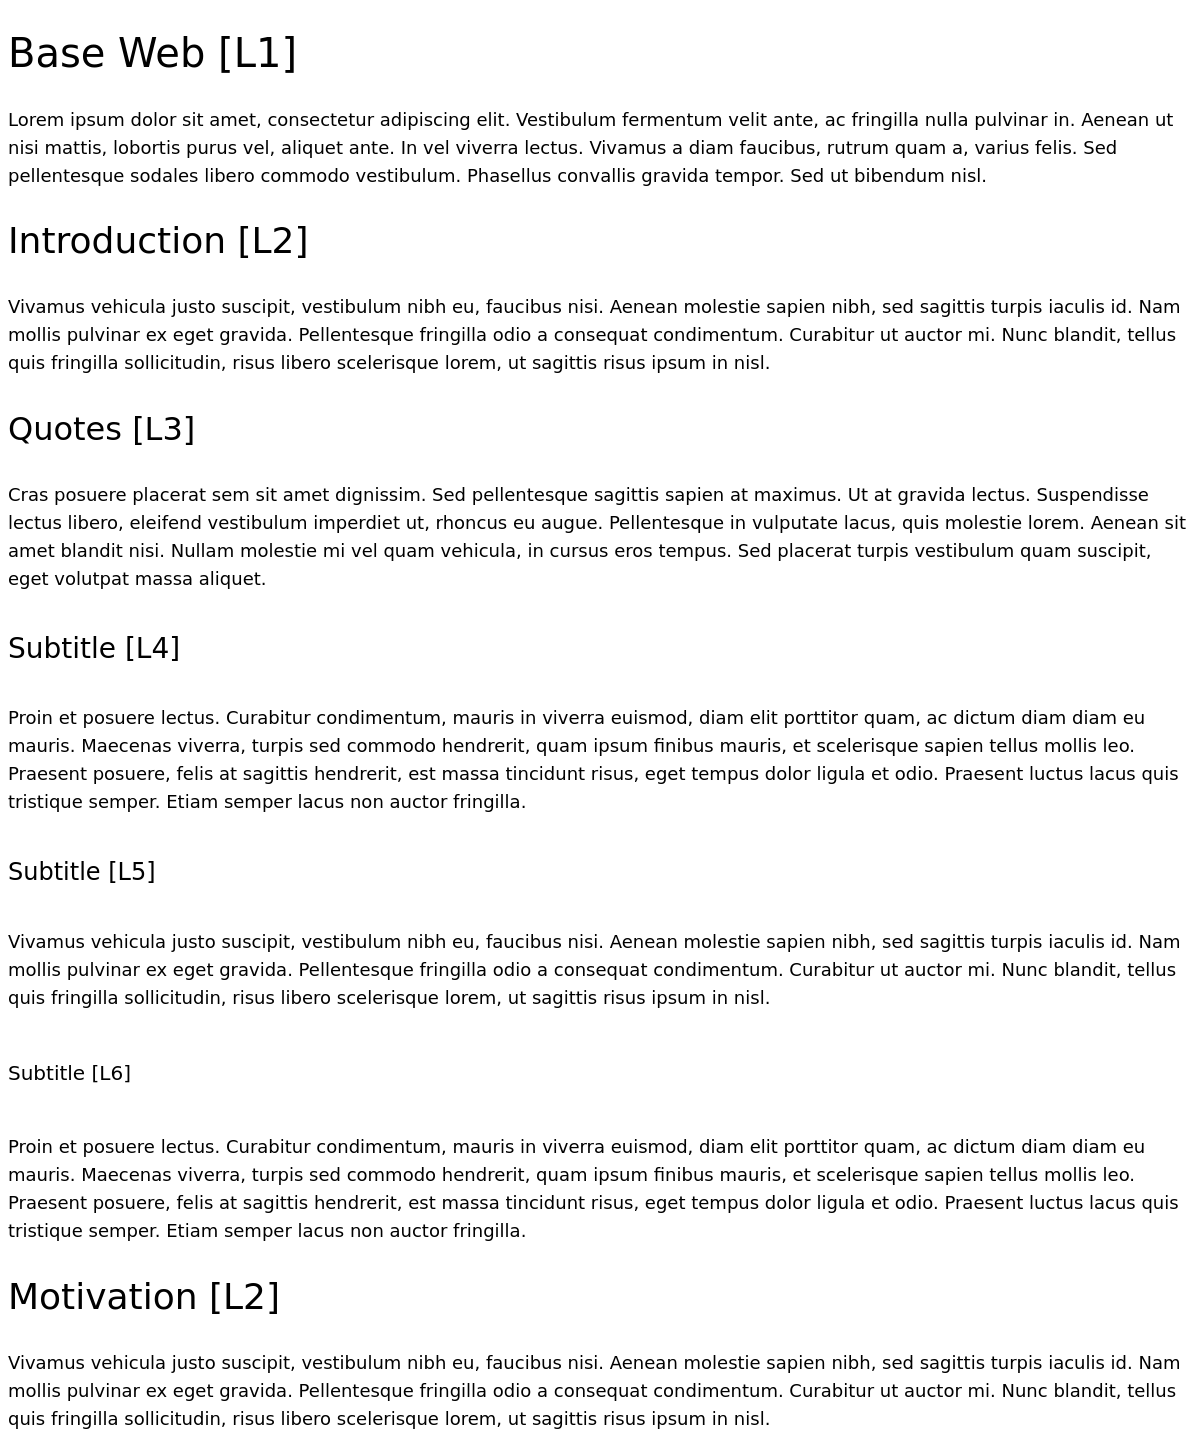 Base Web [L1]
Lorem ipsum dolor sit amet, consectetur adipiscing elit. Vestibulum fermentum velit ante, ac fringilla nulla pulvinar in. Aenean ut
nisi mattis, lobortis purus vel, aliquet ante. In vel viverra lectus. Vivamus a diam faucibus, rutrum quam a, varius felis. Sed
pellentesque sodales libero commodo vestibulum. Phasellus convallis gravida tempor. Sed ut bibendum nisl.
Introduction [L2]
Vivamus vehicula justo suscipit, vestibulum nibh eu, faucibus nisi. Aenean molestie sapien nibh, sed sagittis turpis iaculis id. Nam
mollis pulvinar ex eget gravida. Pellentesque fringilla odio a consequat condimentum. Curabitur ut auctor mi. Nunc blandit, tellus
quis fringilla sollicitudin, risus libero scelerisque lorem, ut sagittis risus ipsum in nisl.
Quotes [L3]
Cras posuere placerat sem sit amet dignissim. Sed pellentesque sagittis sapien at maximus. Ut at gravida lectus. Suspendisse
lectus libero, eleifend vestibulum imperdiet ut, rhoncus eu augue. Pellentesque in vulputate lacus, quis molestie lorem. Aenean sit
amet blandit nisi. Nullam molestie mi vel quam vehicula, in cursus eros tempus. Sed placerat turpis vestibulum quam suscipit,
eget volutpat massa aliquet.
Subtitle [L4]
Proin et posuere lectus. Curabitur condimentum, mauris in viverra euismod, diam elit porttitor quam, ac dictum diam diam eu
mauris. Maecenas viverra, turpis sed commodo hendrerit, quam ipsum finibus mauris, et scelerisque sapien tellus mollis leo.
Praesent posuere, felis at sagittis hendrerit, est massa tincidunt risus, eget tempus dolor ligula et odio. Praesent luctus lacus quis
tristique semper. Etiam semper lacus non auctor fringilla.
Subtitle [L5]
Vivamus vehicula justo suscipit, vestibulum nibh eu, faucibus nisi. Aenean molestie sapien nibh, sed sagittis turpis iaculis id. Nam
mollis pulvinar ex eget gravida. Pellentesque fringilla odio a consequat condimentum. Curabitur ut auctor mi. Nunc blandit, tellus
quis fringilla sollicitudin, risus libero scelerisque lorem, ut sagittis risus ipsum in nisl.
Subtitle [L6]
Proin et posuere lectus. Curabitur condimentum, mauris in viverra euismod, diam elit porttitor quam, ac dictum diam diam eu
mauris. Maecenas viverra, turpis sed commodo hendrerit, quam ipsum finibus mauris, et scelerisque sapien tellus mollis leo.
Praesent posuere, felis at sagittis hendrerit, est massa tincidunt risus, eget tempus dolor ligula et odio. Praesent luctus lacus quis
tristique semper. Etiam semper lacus non auctor fringilla.
Motivation [L2]
Vivamus vehicula justo suscipit, vestibulum nibh eu, faucibus nisi. Aenean molestie sapien nibh, sed sagittis turpis iaculis id. Nam
mollis pulvinar ex eget gravida. Pellentesque fringilla odio a consequat condimentum. Curabitur ut auctor mi. Nunc blandit, tellus
quis fringilla sollicitudin, risus libero scelerisque lorem, ut sagittis risus ipsum in nisl.